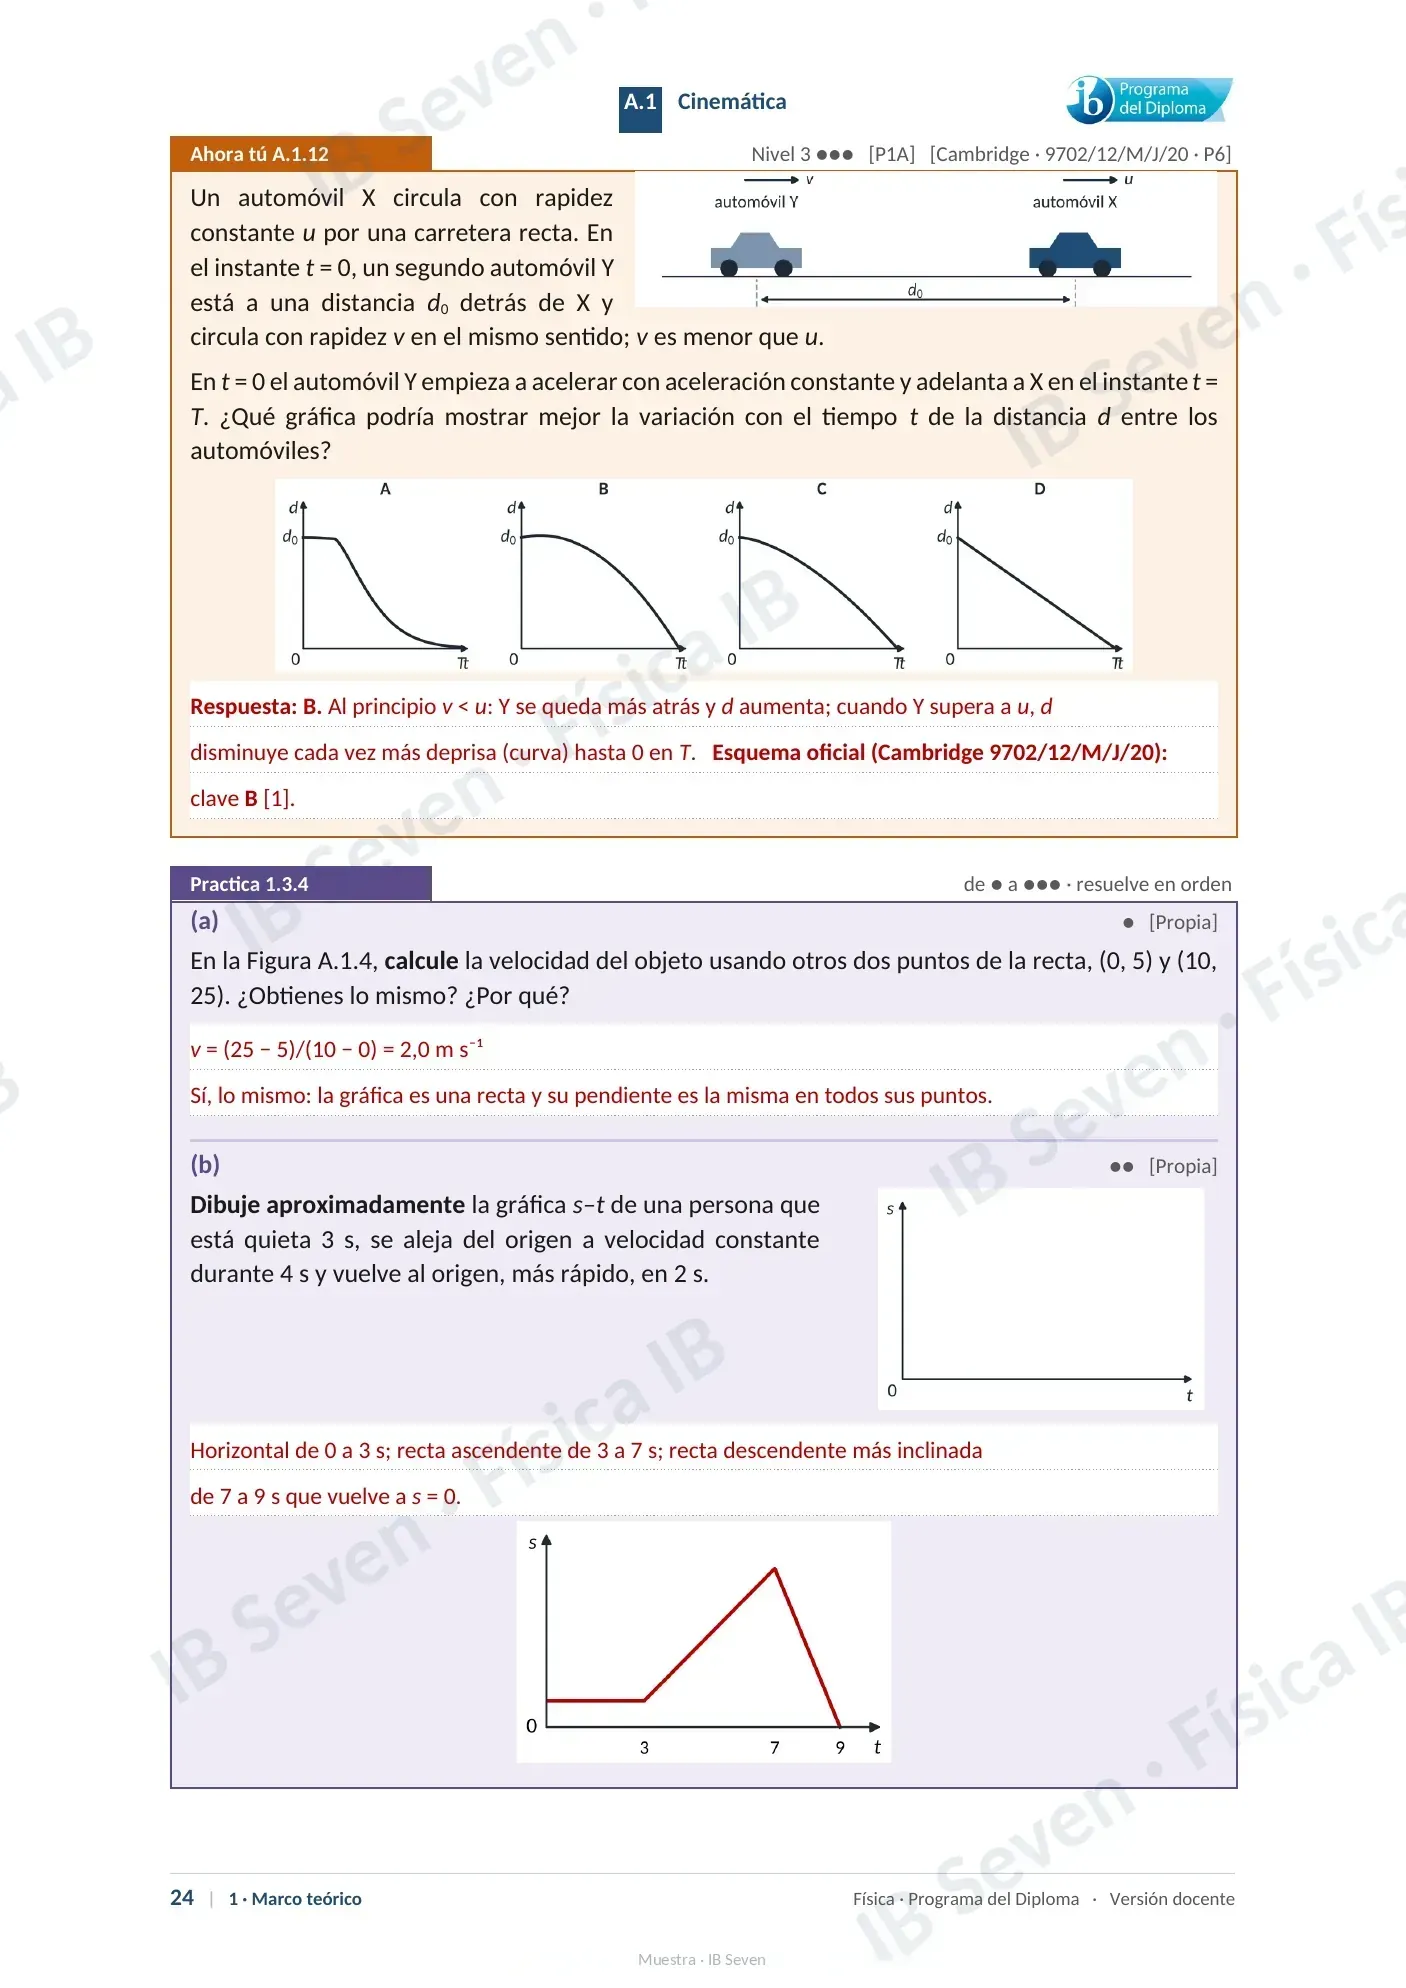 A.1 Cinemática
Programa
del Diploma
Ahora tú A.1.12
Nivel 3 ●●● [P1A] [Cambridge · 9702/12/M/J/20 · P6]
Un automóvil X circula con rapidez
constante u por una carretera recta. En
el instante t = 0, un segundo automóvil Y
está a una distancia d₀ detrás de X y
circula con rapidez v en el mismo sentido; v es menor que u.
v u
automóvil Y automóvil X
d₀
En t = 0 el automóvil Y empieza a acelerar con aceleración constante y adelanta a X en el instante t =
T. ¿Qué gráfica podría mostrar mejor la variación con el tiempo t de la distancia d entre los
automóviles?
A B C D
d d d d
d₀ d₀ d₀ d₀
0 T t 0 T t 0 T t 0 T t
Respuesta: B. Al principio v < u: Y se queda más atrás y d aumenta; cuando Y supera a u, d
disminuye cada vez más deprisa (curva) hasta 0 en T. Esquema oficial (Cambridge 9702/12/M/J/20):
clave B [1].
Practica 1.3.4
de ● a ●●● · resuelve en orden
(a) ● [Propia]
En la Figura A.1.4, calcule la velocidad del objeto usando otros dos puntos de la recta, (0, 5) y (10,
25). ¿Obtienes lo mismo? ¿Por qué?
v = (25 − 5)/(10 − 0) = 2,0 m s⁻¹
Sí, lo mismo: la gráfica es una recta y su pendiente es la misma en todos sus puntos.
(b) ●● [Propia]
Dibuje aproximadamente la gráfica s–t de una persona que
está quieta 3 s, se aleja del origen a velocidad constante
durante 4 s y vuelve al origen, más rápido, en 2 s.
s
0 t
Horizontal de 0 a 3 s; recta ascendente de 3 a 7 s; recta descendente más inclinada
de 7 a 9 s que vuelve a s = 0.
s
0
3 7 9 t
24 | 1 · Marco teórico
Física · Programa del Diploma · Versión docente
Muestra · IB Seven
IB Seven · Física IB